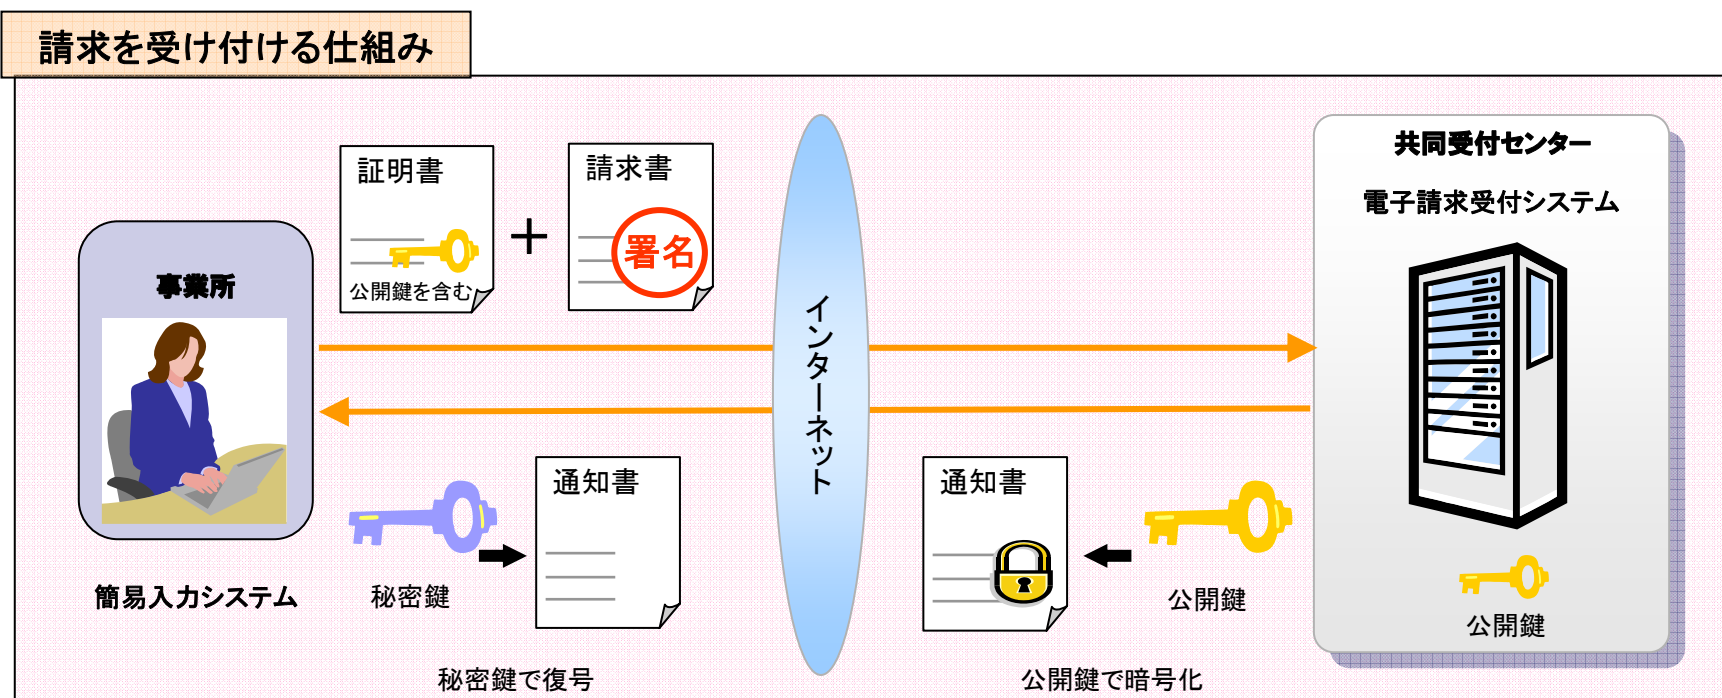 請求を受け付ける仕組み
証明書
公開鍵を含む
＋
請求書
署名
事業所
簡易入力システム
インターネット
共同受付センター
電子請求受付システム
公開鍵
秘密鍵
通知書
秘密鍵で復号
通知書
公開鍵
公開鍵で暗号化